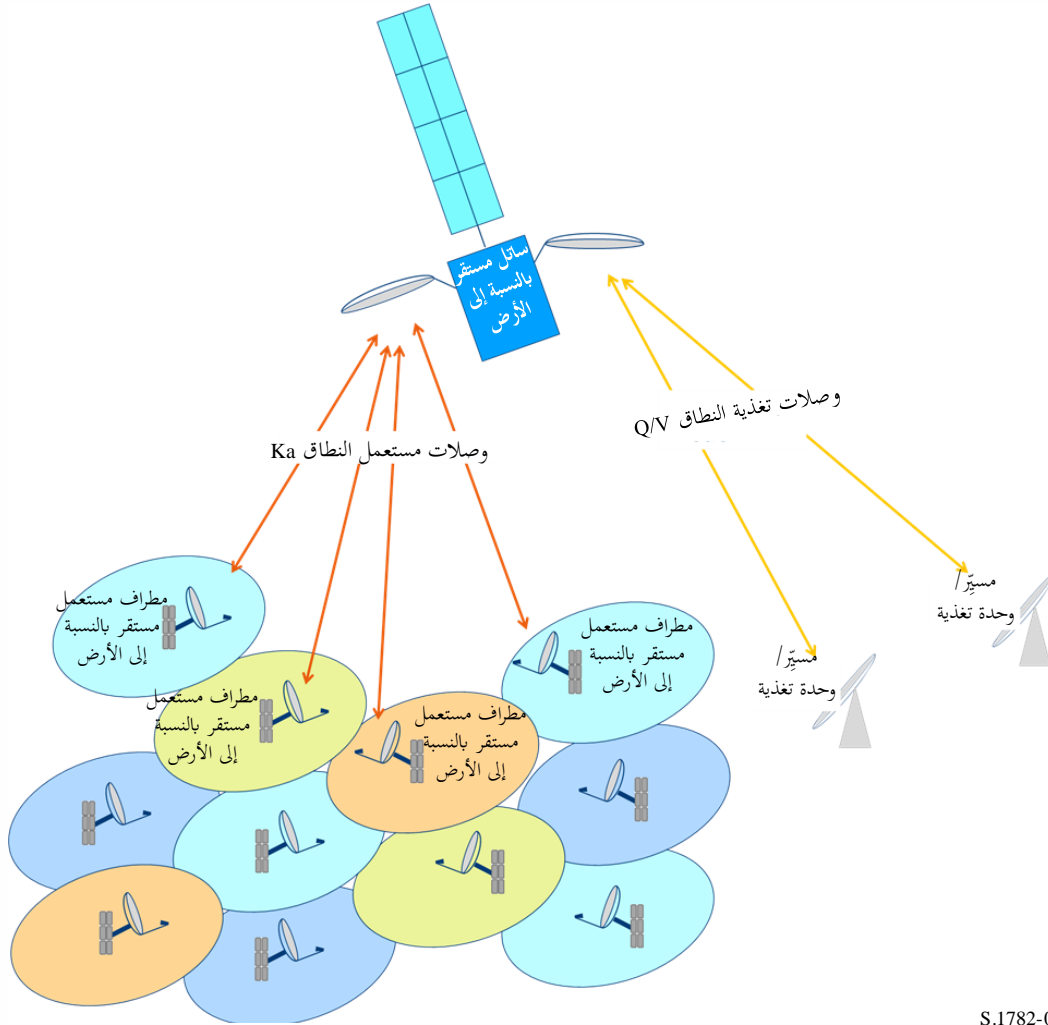 ساتل مستقر
بالنسبة إلى
الأرض
وصلات تغذية النطاق Q/V
وصلات مستعمل النطاق Ka
مسيِّر/
وحدة تغذية
مسيِّر/
وحدة تغذية
مطراف مستعمل
مستقر بالنسبة
إلى الأرض
مطراف مستعمل
مستقر بالنسبة
إلى الأرض
مطراف مستعمل
مستقر بالنسبة
إلى الأرض
مطراف مستعمل
مستقر بالنسبة
إلى الأرض
S.1782-0